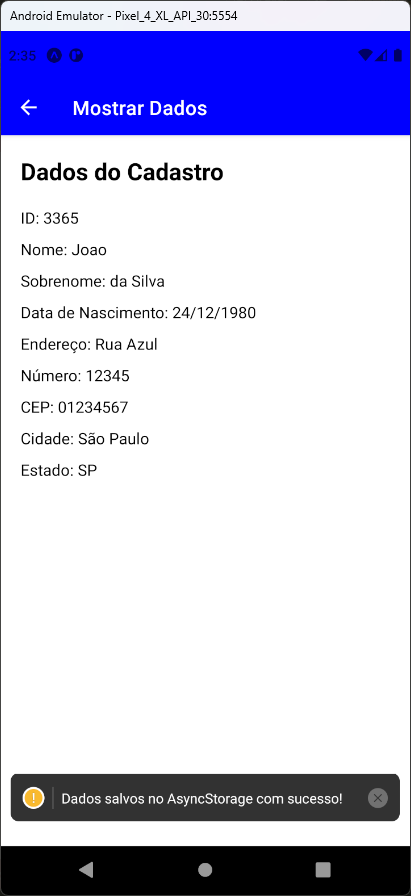 Android Emulator - Pixel_4_XL_API_30:5554
2:35
Mostrar Dados
Dados do Cadastro
ID: 3365
Nome: Joao
Sobrenome: da Silva
Data de Nascimento: 24/12/1980
Endereço: Rua Azul
Número: 12345
CEP: 01234567
Cidade: São Paulo
Estado: SP
Dados salvos no AsyncStorage com sucesso!